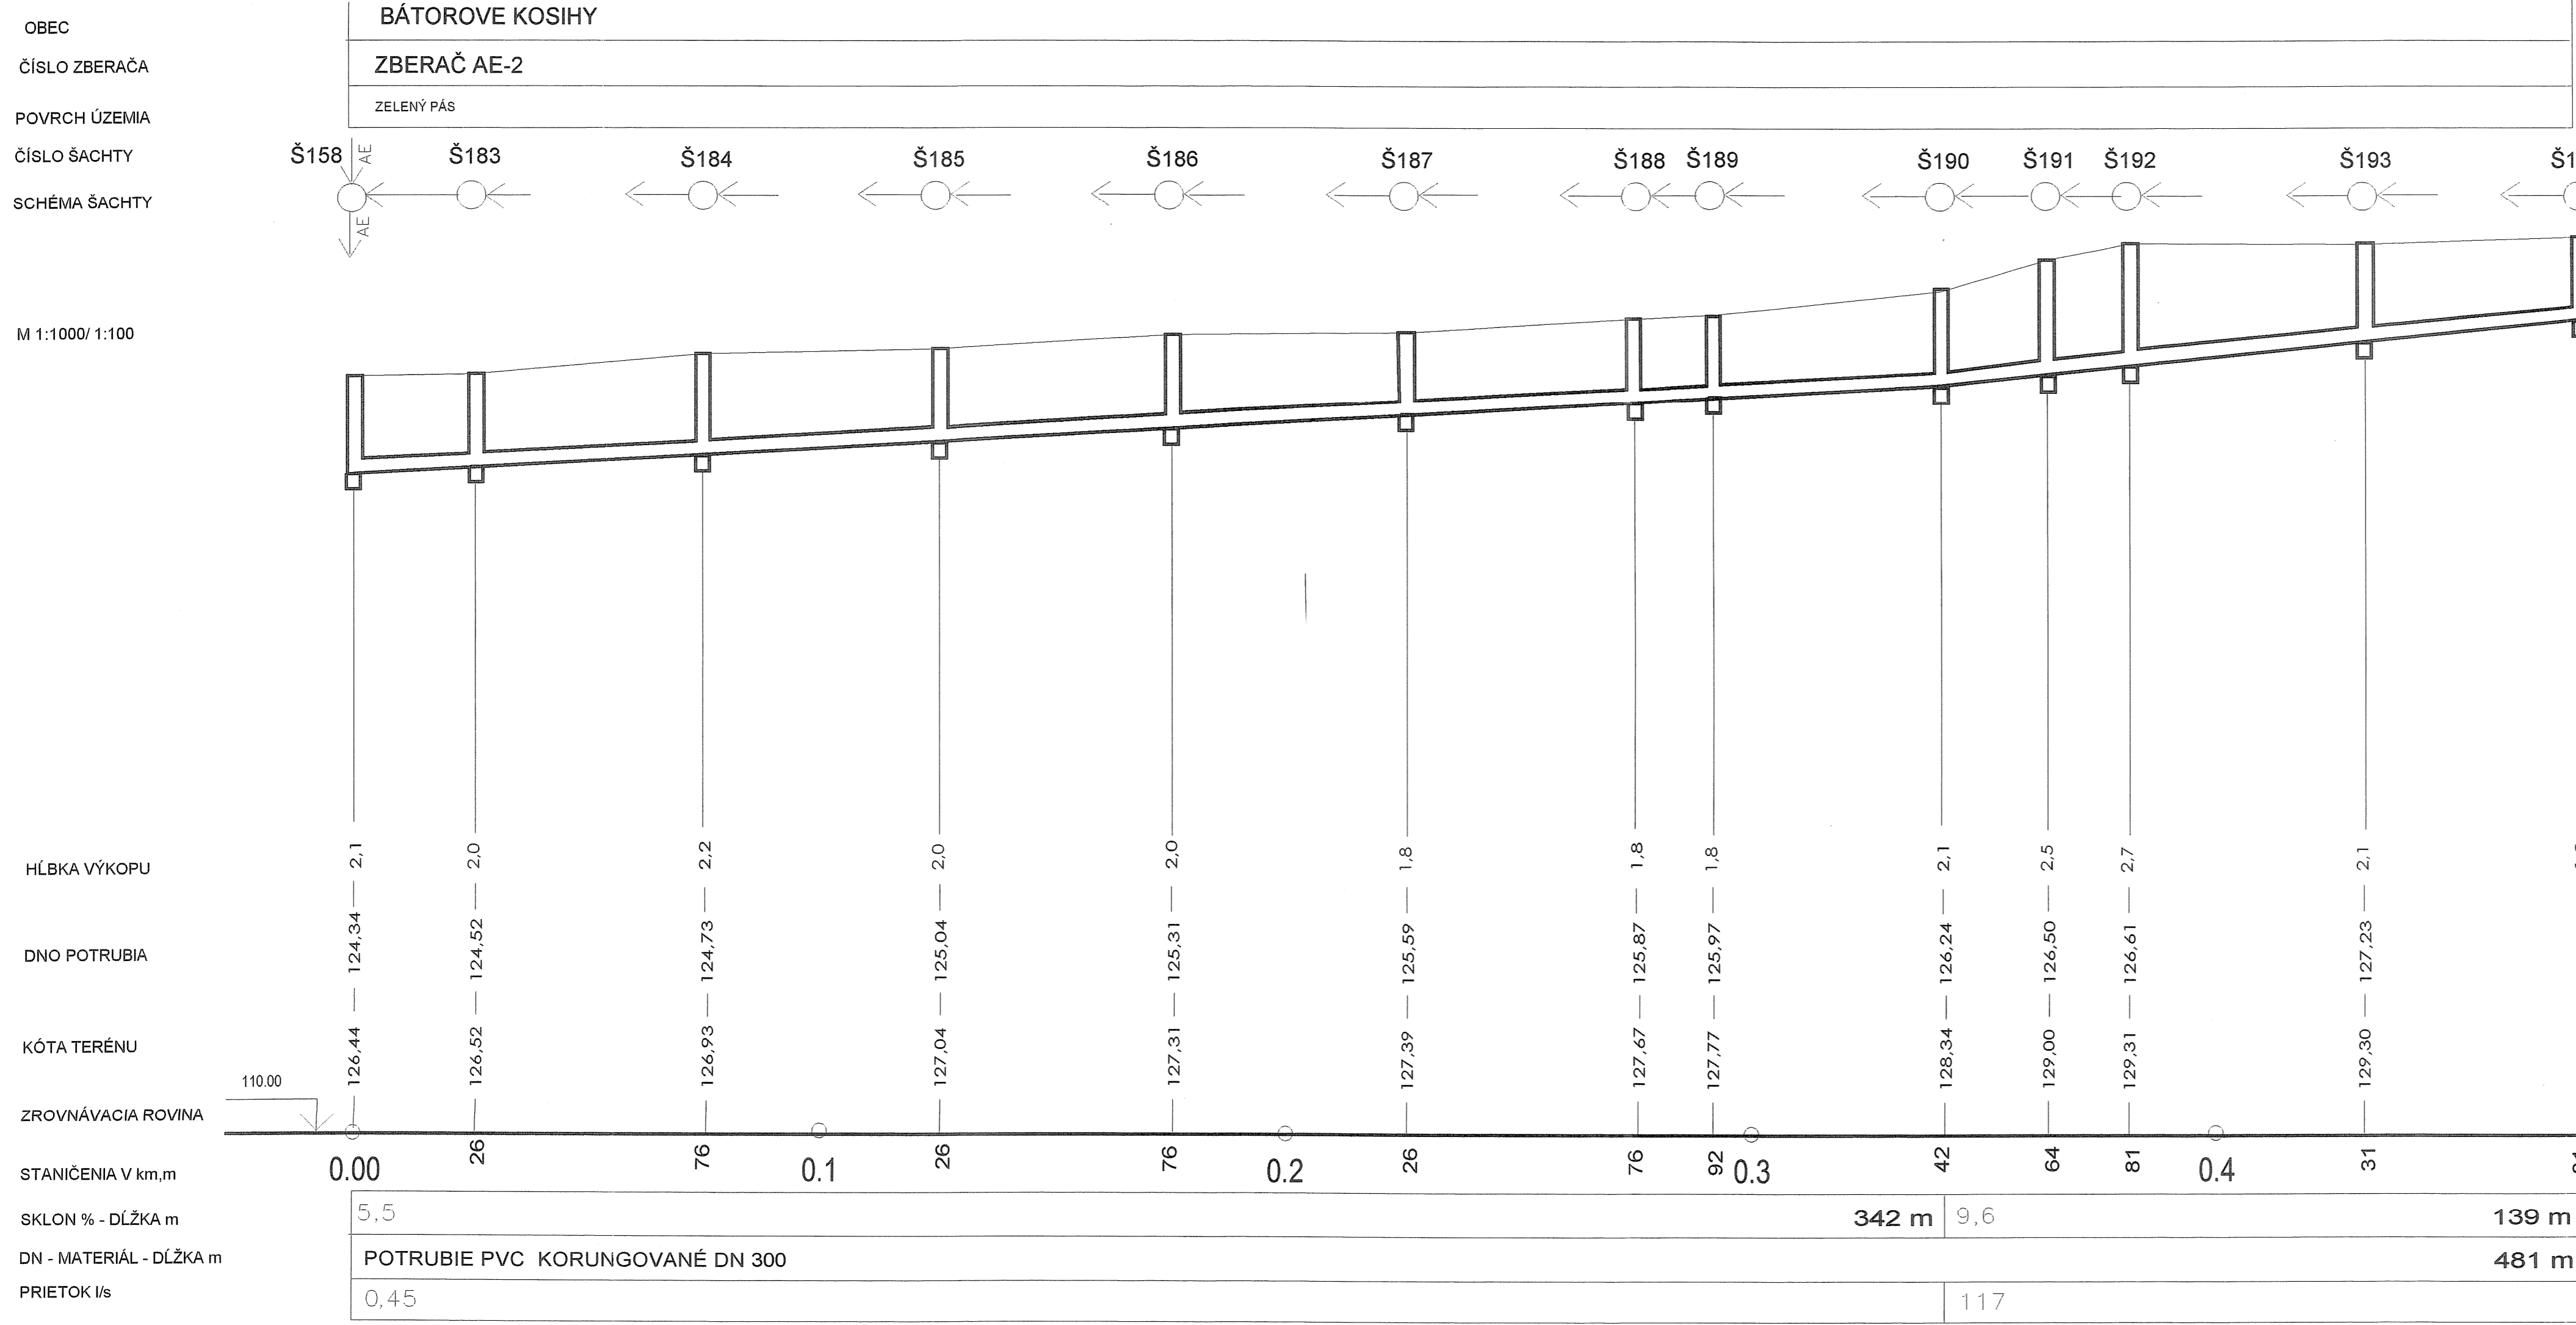 OBEC BÁTOROVE KOSIHY
ČÍSLO ZBERAČA ZBERAČ AE-2
POVRCH ÚZEMIA ZELENÝ PÁS
ČÍSLO ŠACHTY Š158 AE Š183 Š184 Š185 Š186 Š187 Š188 Š189 Š190 Š191 Š192 Š193
SCHÉMA ŠACHTY AE
M 1:1000/ 1:100
HĹBKA VÝKOPU 2,1 2,0 2,2 2,0 2,0 1,8 1,8 1,8 2,1 2,5 2,7 2,1
DNO POTRUBIA 124,34 124,52 124,73 125,04 125,31 125,59 125,87 125,97 126,24 126,50 126,61 127,23
KÓTA TERÉNU 126,44 126,52 126,93 127,04 127,31 127,39 127,67 127,77 128,34 129,00 129,31 129,30
110.00
ZROVNÁVACIA ROVINA
STANIČENIA V km,m 0.00 26 76 0.1 26 76 0.2 26 76 92 0.3 42 64 81 0.4 31
SKLON % - DĹŽKA m 5,5 342 m 9,6 139 m
DN - MATERIÁL - DĹŽKA m POTRUBIE PVC KORUNGOVANÉ DN 300 481 m
PRIETOK l/s 0,45 117